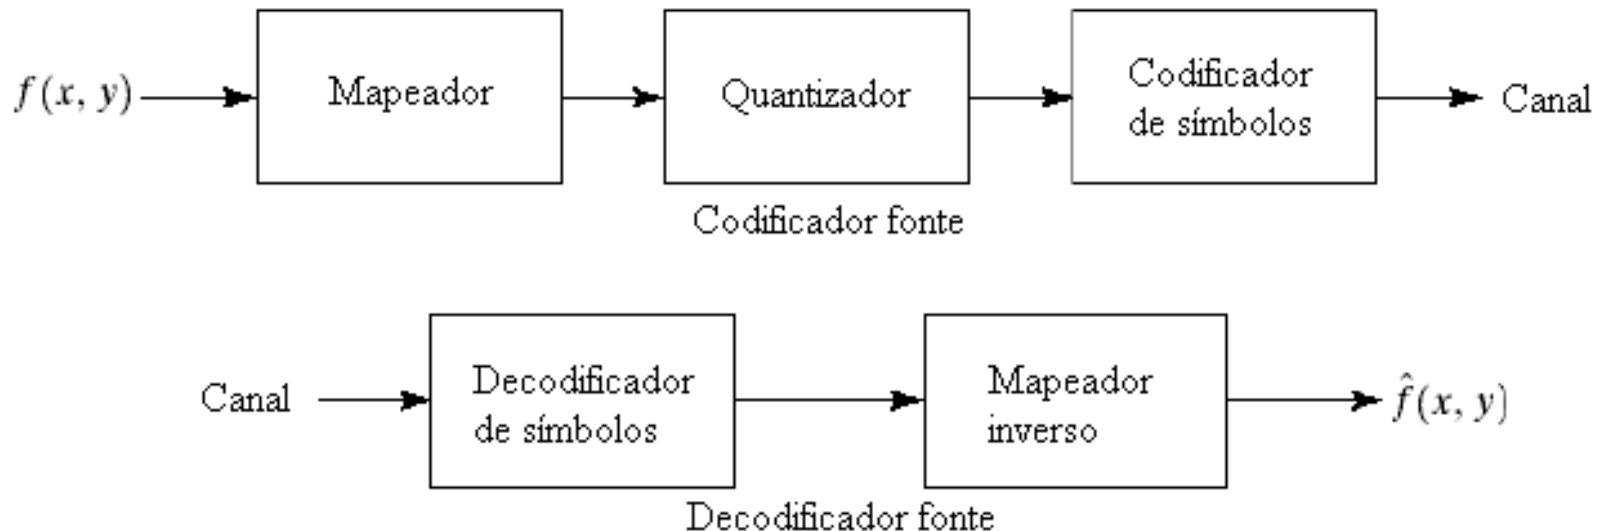 f(x, y)
Mapeador
Quantizador
Codificador
de símbolos
Canal
Codificador fonte
Canal
Decodificador
de símbolos
Mapeador
inverso
f̂(x, y)
Decodificador fonte